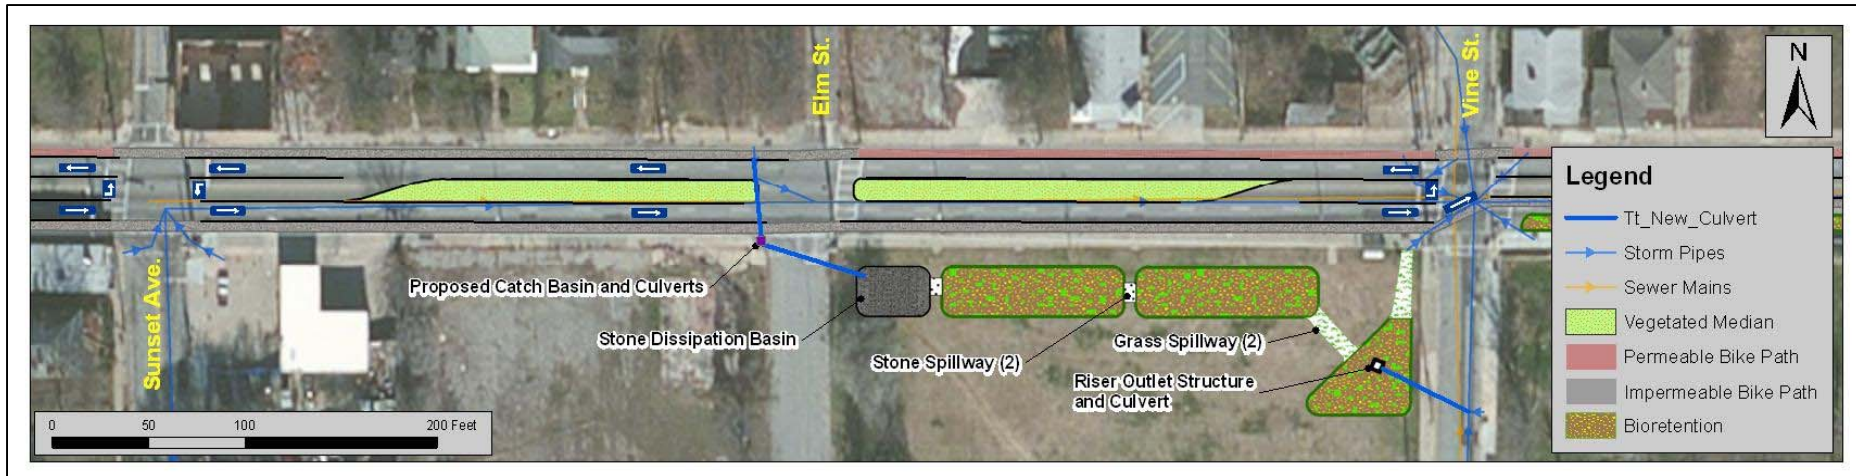 Sunset Ave.
Elm St.
Vine St.
N
Proposed Catch Basin and Culverts
Stone Dissipation Basin
Stone Spillway (2)
Grass Spillway (2)
Riser Outlet Structure
and Culvert
0 50 100 200 Feet
Legend
Tt_New_Culvert
Storm Pipes
Sewer Mains
Vegetated Median
Permeable Bike Path
Impermeable Bike Path
Bioretention